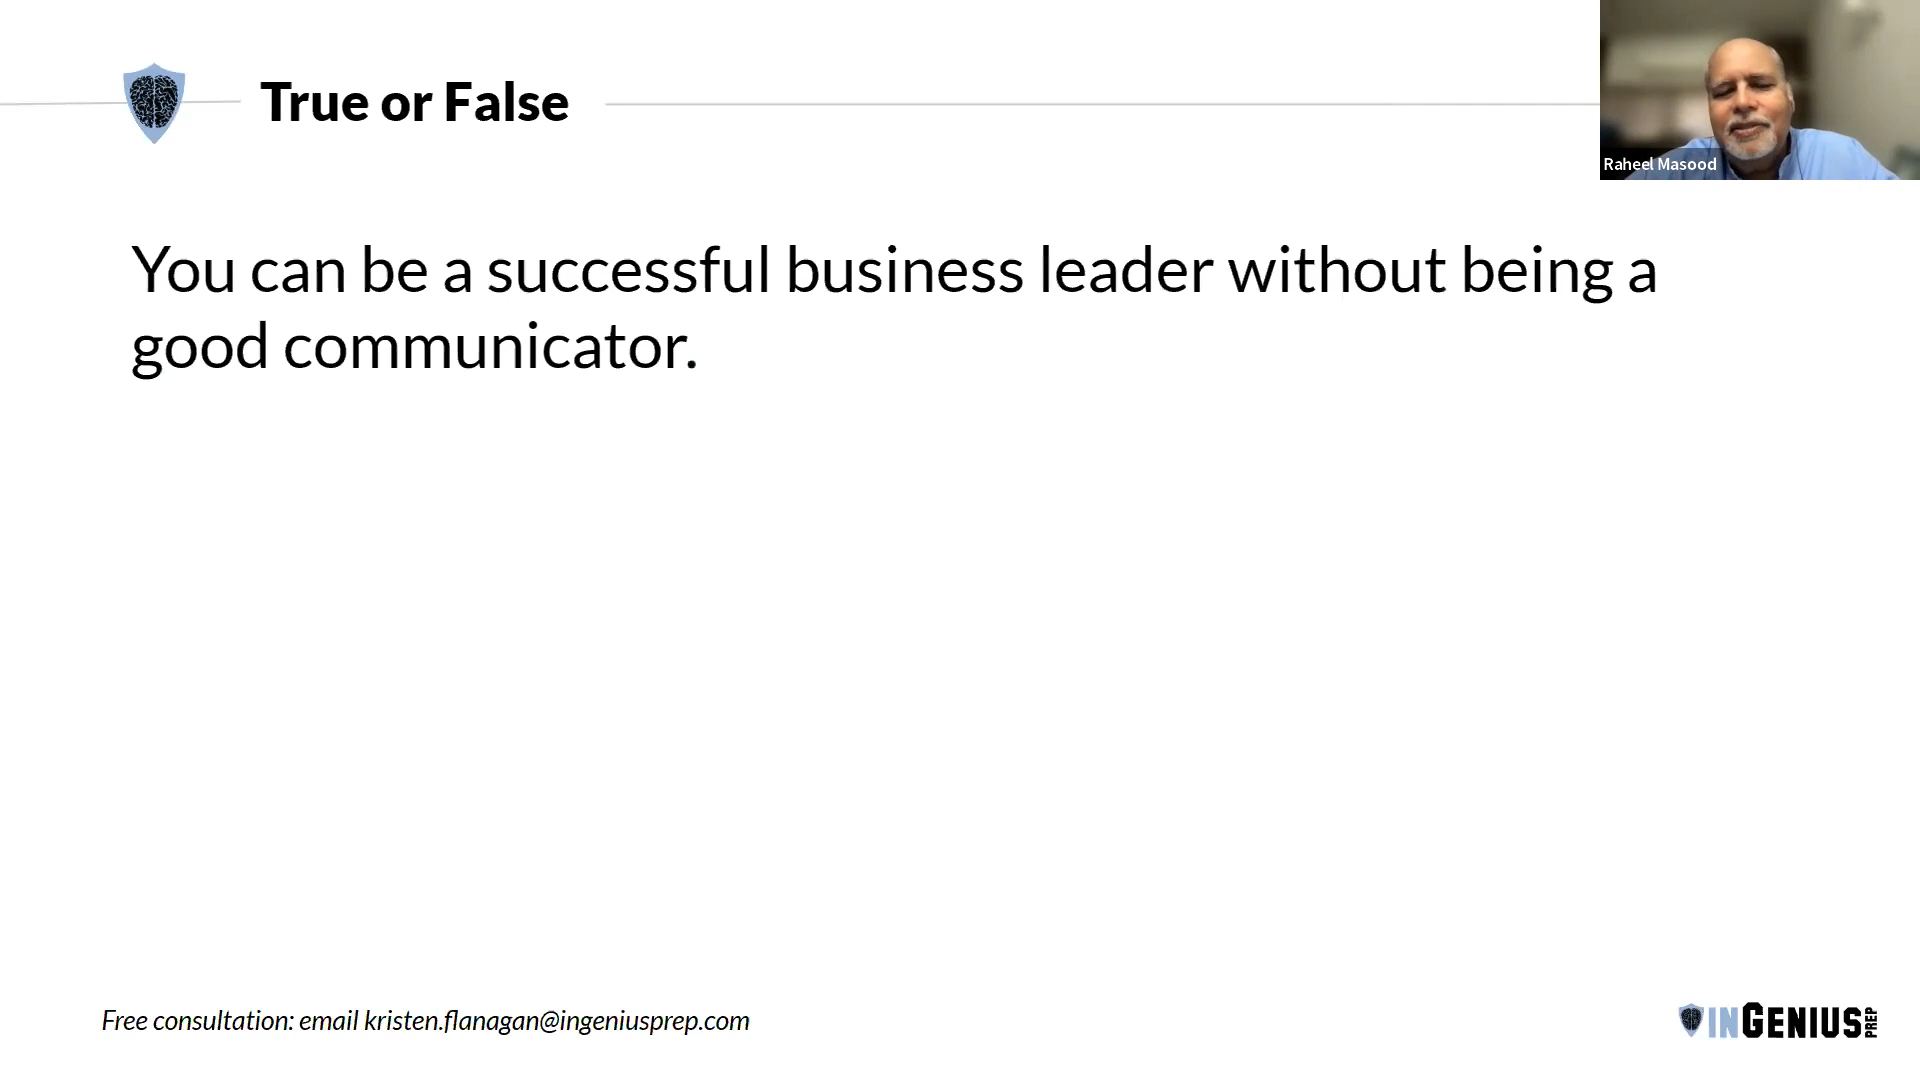 True or False
Raheel Masood
You can be a successful business leader without being a
good communicator.
Free consultation: email kristen.flanagan@ingeniusprep.com
INGENIUS PREP